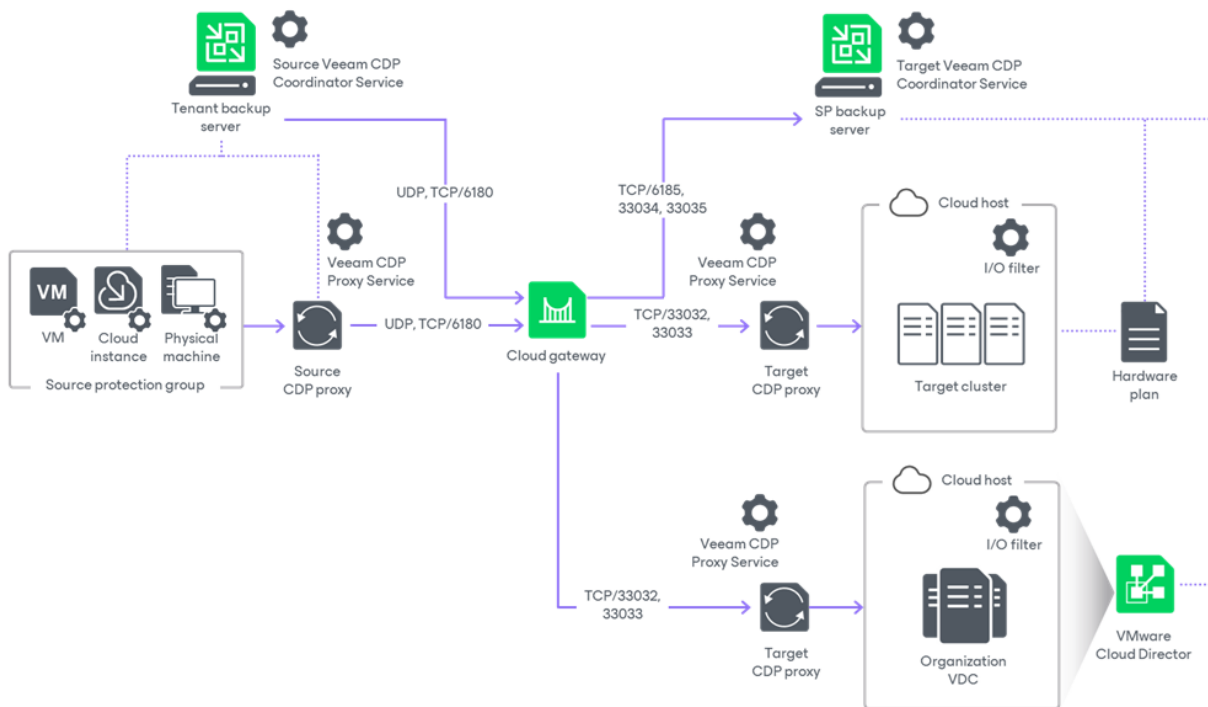 Source Veeam CDP
Coordinator Service
Tenant backup
server
Target Veeam CDP
Coordinator Service
SP backup
server
UDP, TCP/6180
TCP/6185,
33034, 33035
Cloud host
I/O filter
Veeam CDP
Proxy Service
Veeam CDP
Proxy Service
VM
VM
Cloud
instance
Physical
machine
Source protection group
UDP, TCP/6180
Source
CDP proxy
Cloud gateway
TCP/33032,
33033
Target
CDP proxy
Target cluster
Hardware
plan
Cloud host
I/O filter
Veeam CDP
Proxy Service
TCP/33032,
33033
Target
CDP proxy
Organization
VDC
VMware
Cloud Director